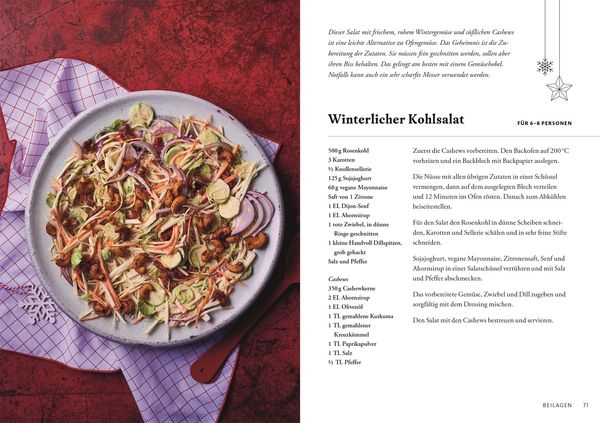 Dieser Salat mit frischem, rohem Wintergemüse und süßlichen Cashews
ist eine leichte Alternative zu Ofengemüse. Das Geheimnis ist die Zu-
bereitung der Zutaten. Sie müssen fein geschnitten werden, sollen aber
ihren Biss behalten. Das gelingt am besten mit einem Gemüsehobel.
Notfalls kann auch ein sehr scharfes Messer verwendet werden.
Winterlicher Kohlsalat
FÜR 6–8 PERSONEN
500 g Rosenkohl
3 Karotten
½ Knollensellerie
125 g Sojajoghurt
60 g vegane Mayonnaise
Saft von 1 Zitrone
1 EL Dijon-Senf
1 EL Ahornsirup
1 rote Zwiebel, in dünne
Ringe geschnitten
1 kleine Handvoll Dillspitzen,
grob gehackt
Salz und Pfeffer
Cashews
350 g Cashewkerne
2 EL Ahornsirup
1 EL Olivenöl
1 TL gemahlene Kurkuma
1 TL gemahlener
Kreuzkümmel
1 TL Paprikapulver
1 TL Salz
½ TL Pfeffer
Zuerst die Cashews vorbereiten. Den Backofen auf 200 °C
vorheizen und ein Backblech mit Backpapier auslegen.
Die Nüsse mit allen übrigen Zutaten in einer Schüssel
vermengen, dann auf dem ausgelegten Blech verteilen
und 12 Minuten im Ofen rösten. Danach zum Abkühlen
beiseitestellen.
Für den Salat den Rosenkohl in dünne Scheiben schnei-
den, Karotten und Sellerie schälen und in sehr feine Stifte
schneiden.
Sojajoghurt, vegane Mayonnaise, Zitronensaft, Senf und
Ahornsirup in einer Salatschüssel verrühren und mit Salz
und Pfeffer abschmecken.
Das vorbereitete Gemüse, Zwiebel und Dill zugeben und
sorgfältig mit dem Dressing mischen.
Den Salat mit den Cashews bestreuen und servieren.
BEILAGEN 71